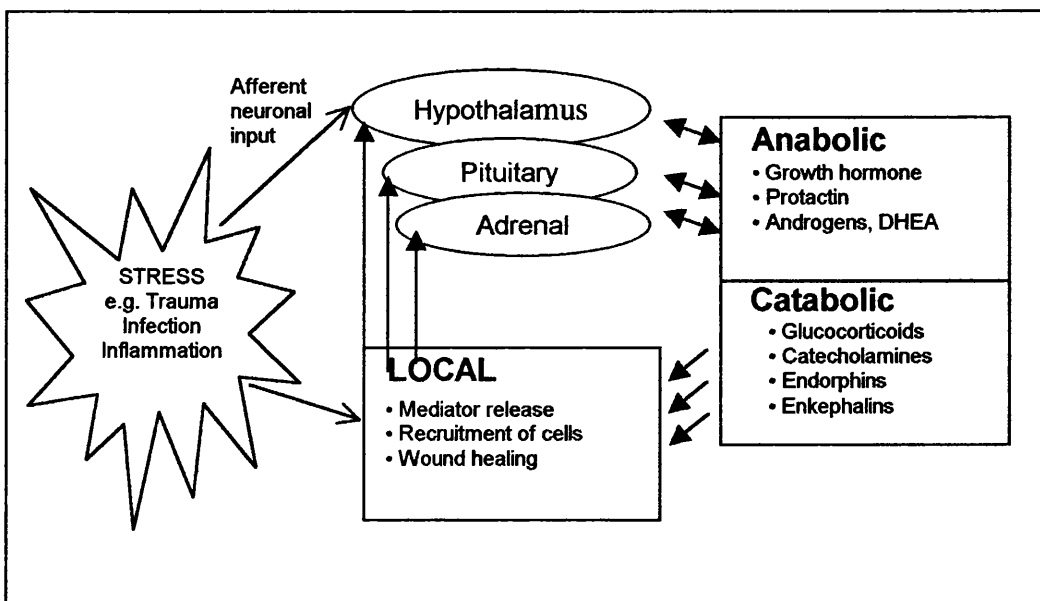 Afferent
neuronal
input
Hypothalamus
Pituitary
Adrenal
STRESS
e.g. Trauma
Infection
Inflammation
Anabolic
• Growth hormone
• Protactin
• Androgens, DHEA
Catabolic
• Glucocorticoids
• Catecholamines
• Endorphins
• Enkephalins
LOCAL
• Mediator release
• Recruitment of cells
• Wound healing